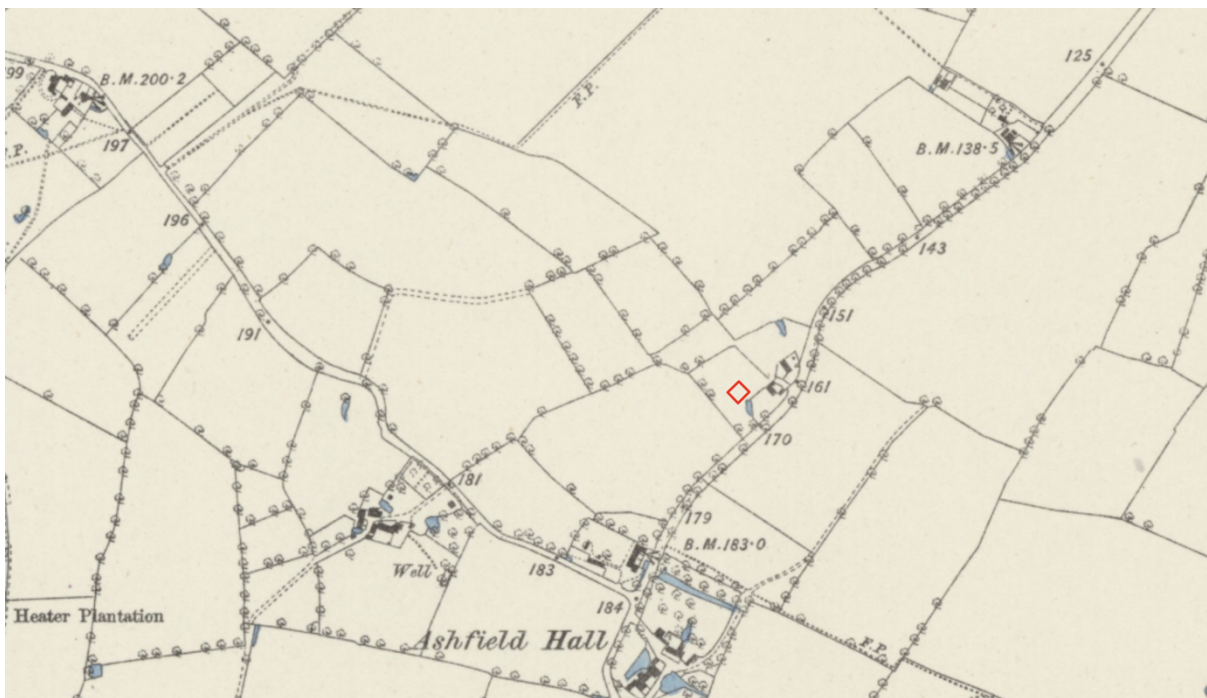 125
99
B.M.200·2
F.P.
197
B.M.138·5
F.P.
196
143
191
151
161
170
181
179
B.M.183·0
Well
183
184
Heater Plantation
Ashfield Hall
F.P.